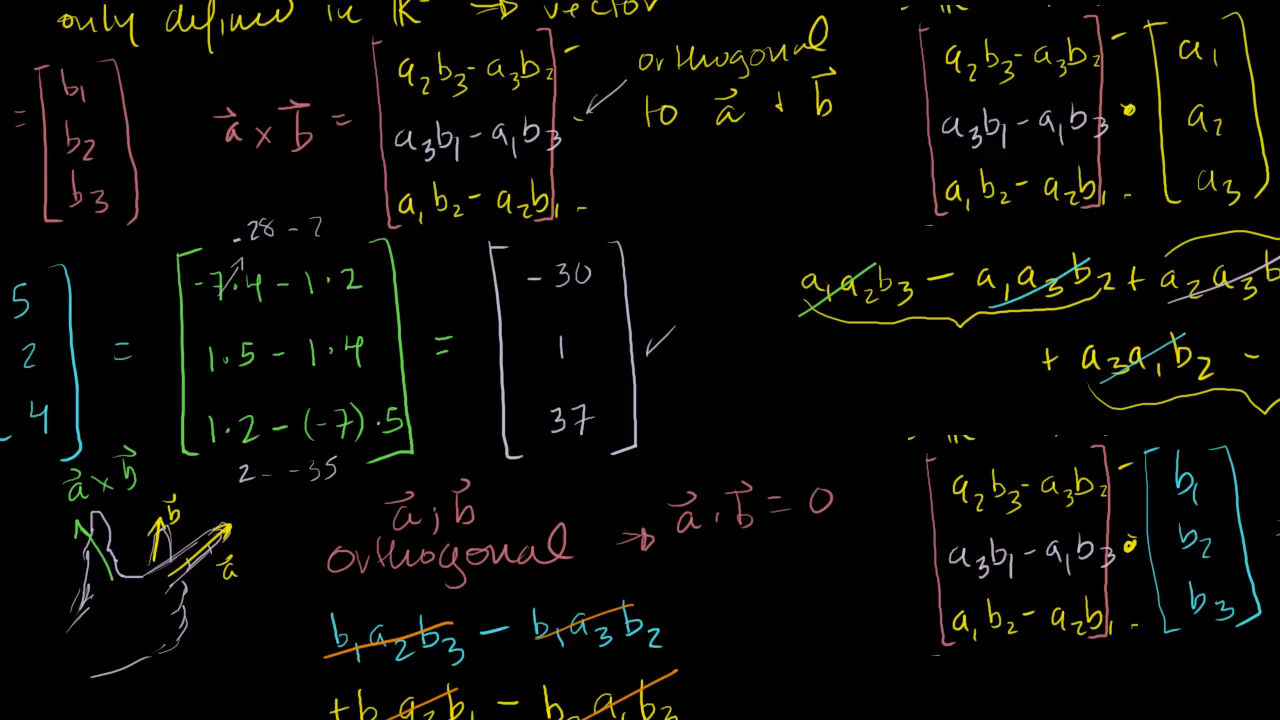 only defined in ℝ → vector
= [b₁ b₂ b₃]
a⃗ × b⃗ = [a₂b₃ - a₃b₂
a₃b₁ - a₁b₃
a₁b₂ - a₂b₁]
orthogonal
to a⃗ + b⃗
[a₂b₃ - a₃b₂
a₃b₁ - a₁b₃
a₁b₂ - a₂b₁] · [a₁ a₂ a₃]
-28 - 2
[5 2 4] = [-7·4 - 1·2
1·5 - 1·4
1·2 - (-7)·5] = [-30 1 37]
2 - -35
a₁a₂b₃ - a₁a₃b₂ + a₂a₃b
+ a₃a₁b₂ -
a⃗ × b⃗
b⃗
a⃗
a⃗ ; b⃗
orthogonal → a⃗ · b⃗ = 0
[a₂b₃ - a₃b₂
a₃b₁ - a₁b₃
a₁b₂ - a₂b₁] · [b₁ b₂ b₃]
b₁a₂b₃ - b₁a₃b₂